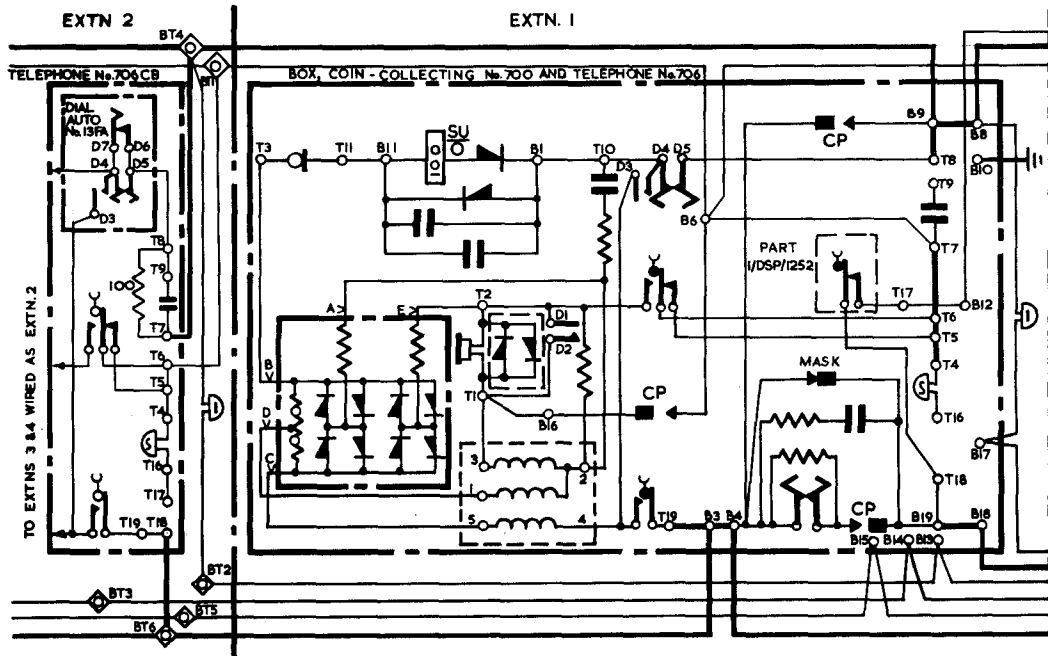 EXTN 2
EXTN. 1
BT4
BT1
TELEPHONE No.706 CB
BOX, COIN - COLLECTING No.700 AND TELEPHONE No.706
DIAL
AUTO
No.13FA
D7
D6
D4
D5
D3
T8
T9
100
T7
T6
T5
T4
S
T16
T17
T19
T18
TO EXTNS 3 & 4 WIRED AS EXTN.2
D
BT2
BT3
BT5
BT6
T3
T11
B11
SU
B1
T10
D4
D5
D3
CP
B9
B8
T8
B10
T9
B6
T7
PART
1/DSP/1252
T17
B12
T6
T5
D
A
E
T2
D1
D2
T1
B
D
C
B16
CP
MASK
T4
S
T16
B17
3
2
1
5
4
T18
T19
B3
B4
CP
B19
B18
B15
B14
B13